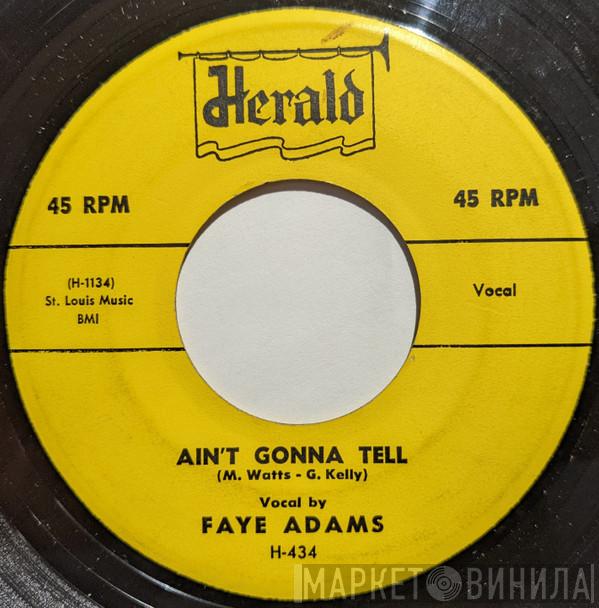 Herald
45 RPM
45 RPM
(H-1134)
St. Louis Music
BMI
Vocal
AIN'T GONNA TELL
(M. Watts - G. Kelly)
Vocal by
FAYE ADAMS
H-434
МАРКЕТ ВИНИЛА